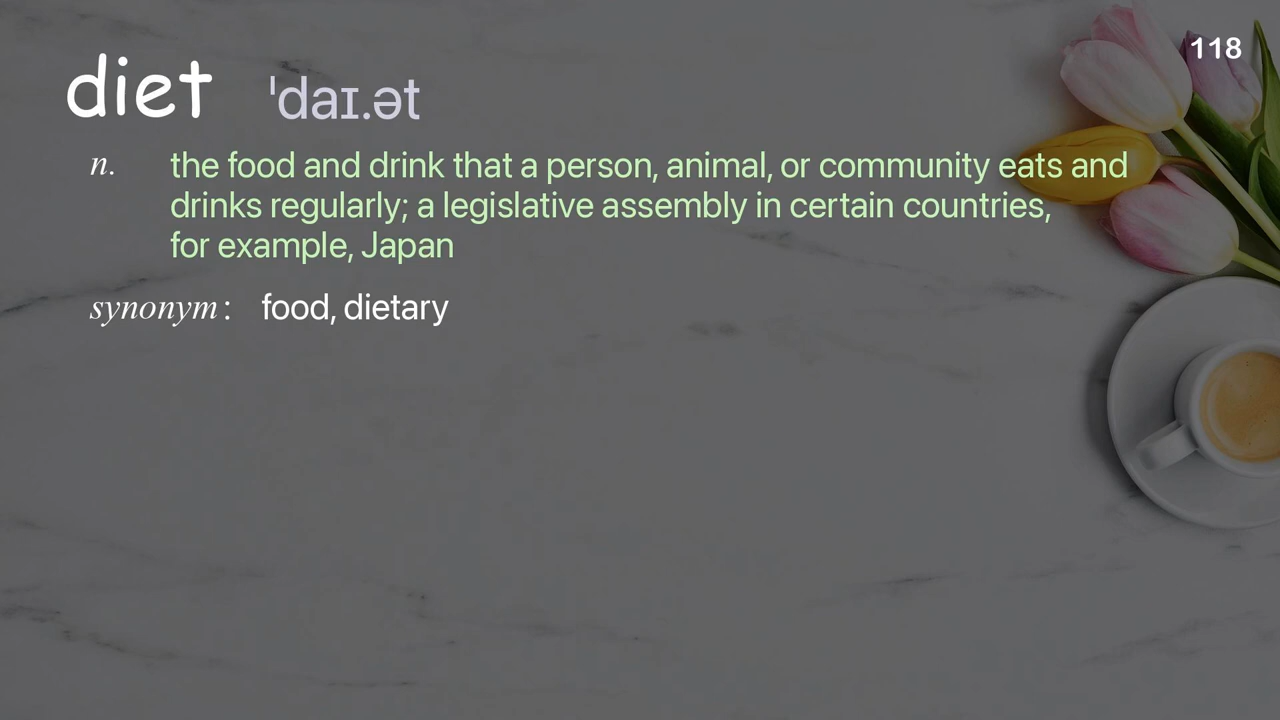 118
diet ˈdaɪ.ət
n. the food and drink that a person, animal, or community eats and
drinks regularly; a legislative assembly in certain countries,
for example, Japan
synonym: food, dietary